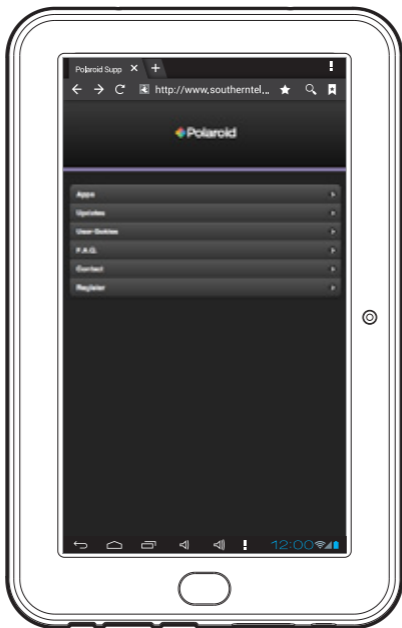 Polaroid Supp
http://www.southerntel...
Polaroid
Apps
Updates
User Guides
F.A.Q.
Contact
Register
12:00